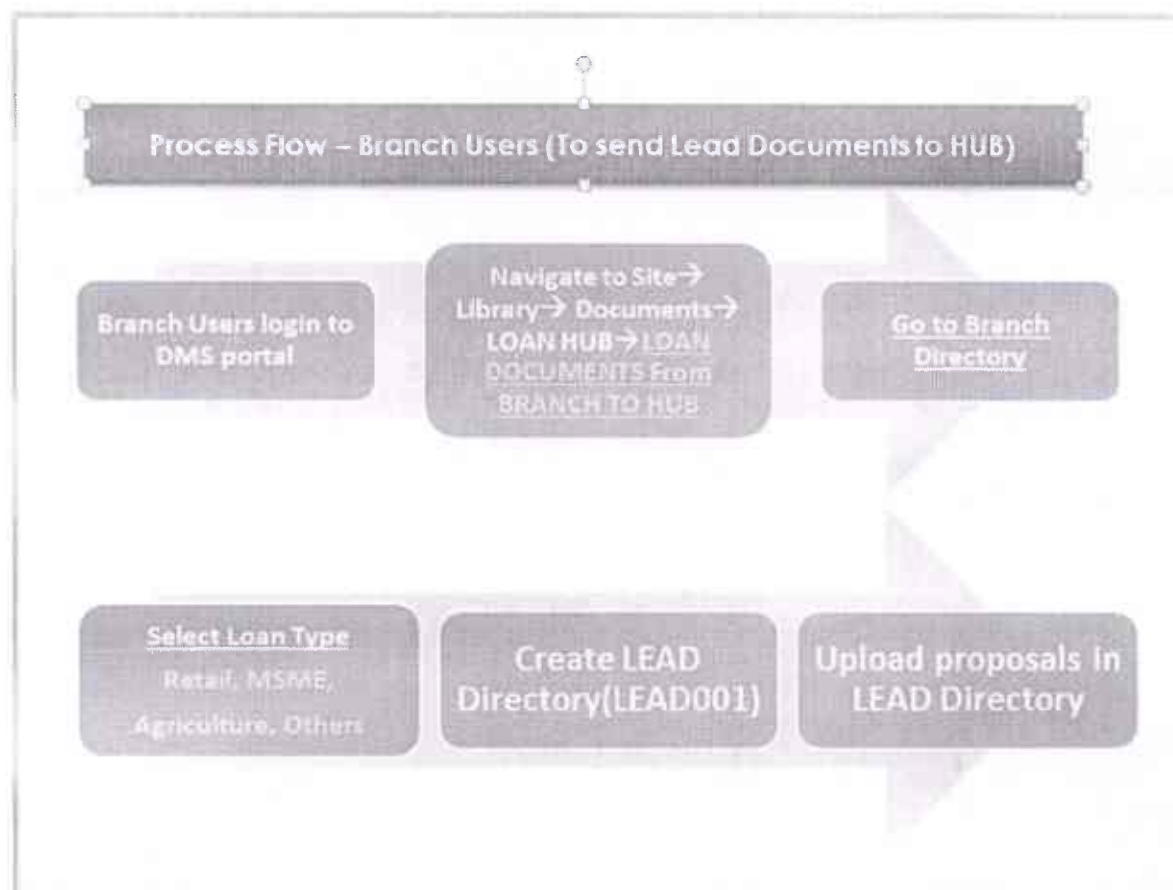 Process Flow – Branch Users (To send Lead Documents to HUB)
Branch Users login to
DMS portal
Navigate to Site→
Library→ Documents→
LOAN HUB→LOAN
DOCUMENTS From
BRANCH TO HUB
Go to Branch
Directory
Select Loan Type
Retail, MSME,
Agriculture, Others
Create LEAD
Directory(LEAD001)
Upload proposals in
LEAD Directory